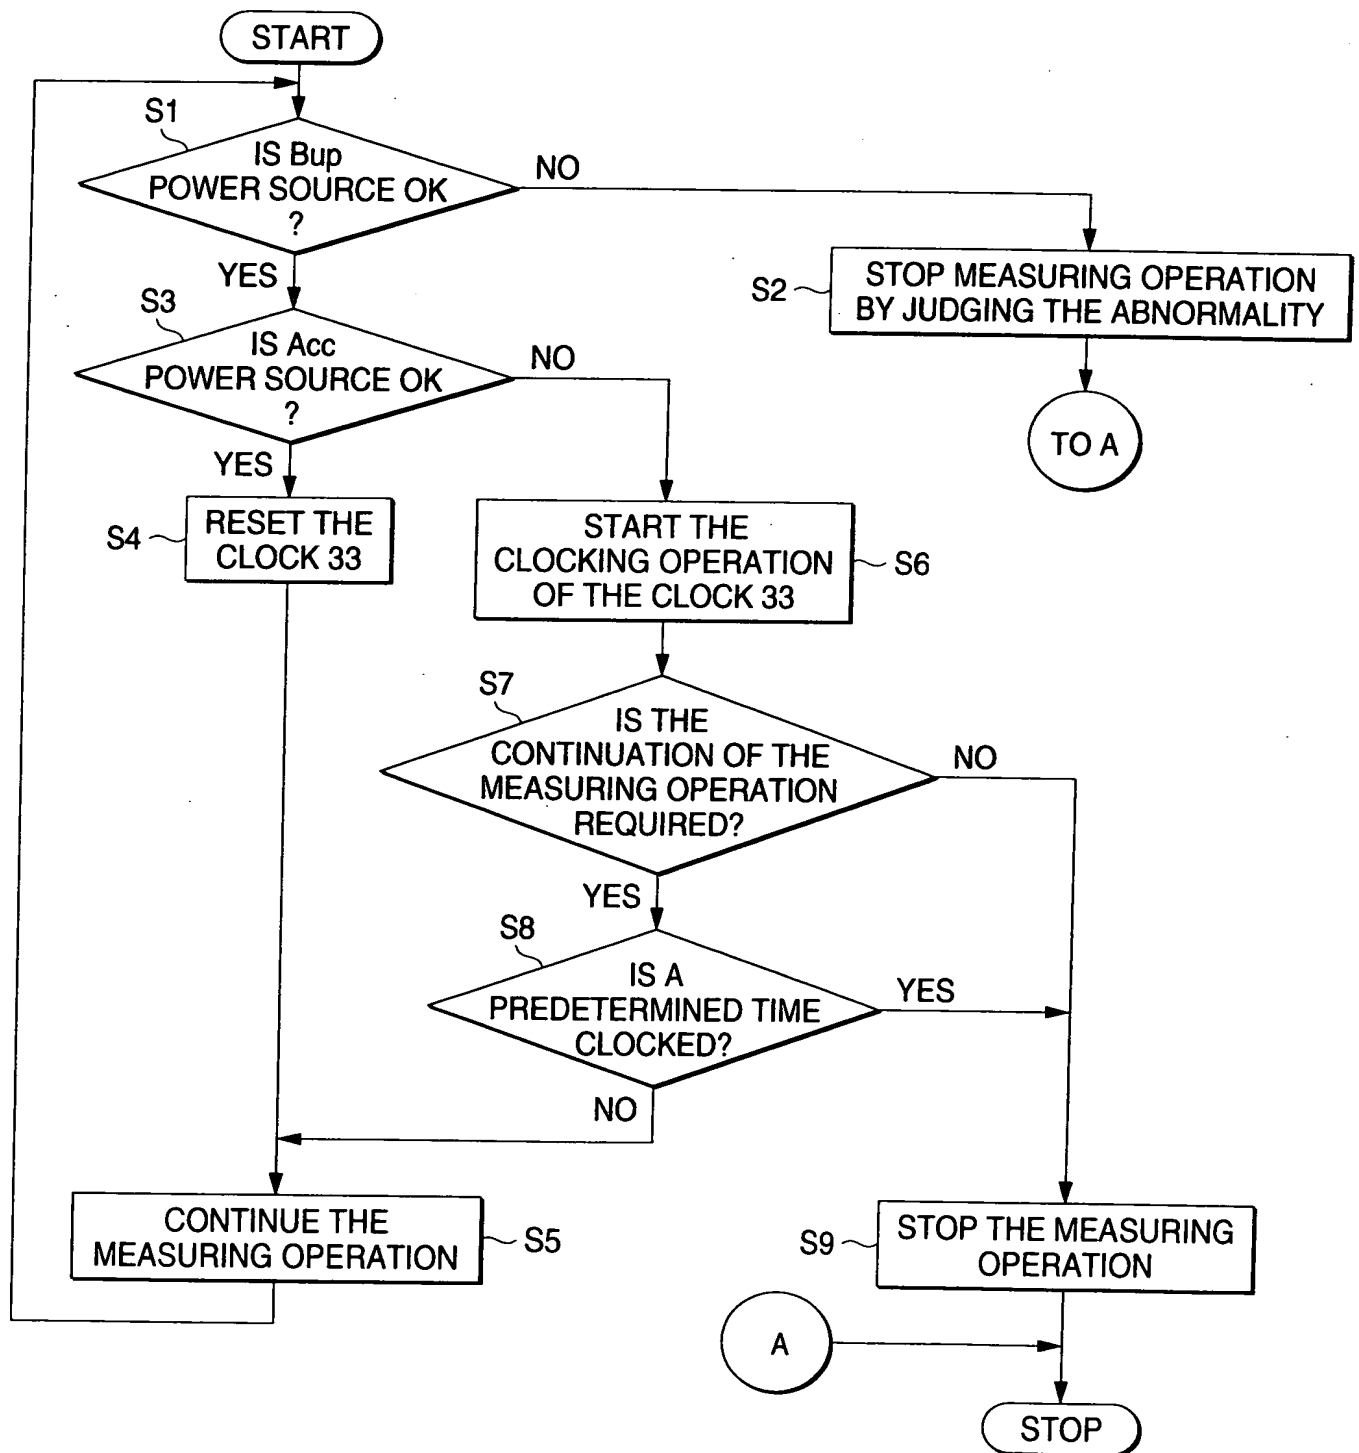 START
S1
IS Bup
POWER SOURCE OK
?
NO
YES
S2
STOP MEASURING OPERATION
BY JUDGING THE ABNORMALITY
TO A
S3
IS Acc
POWER SOURCE OK
?
NO
YES
S4
RESET THE
CLOCK 33
START THE
CLOCKING OPERATION
OF THE CLOCK 33
S6
S7
IS THE
CONTINUATION OF THE
MEASURING OPERATION
REQUIRED?
NO
YES
S8
IS A
PREDETERMINED TIME
CLOCKED?
YES
NO
CONTINUE THE
MEASURING OPERATION
S5
S9
STOP THE MEASURING
OPERATION
A
STOP